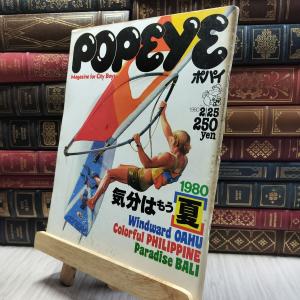 POPEYE
Magazine for City Boys
ポパイ
1980
2/25
250
yen
1980
気分はもう夏
Windward OAHU
Colorful PHILIPPINE
Paradise BALI